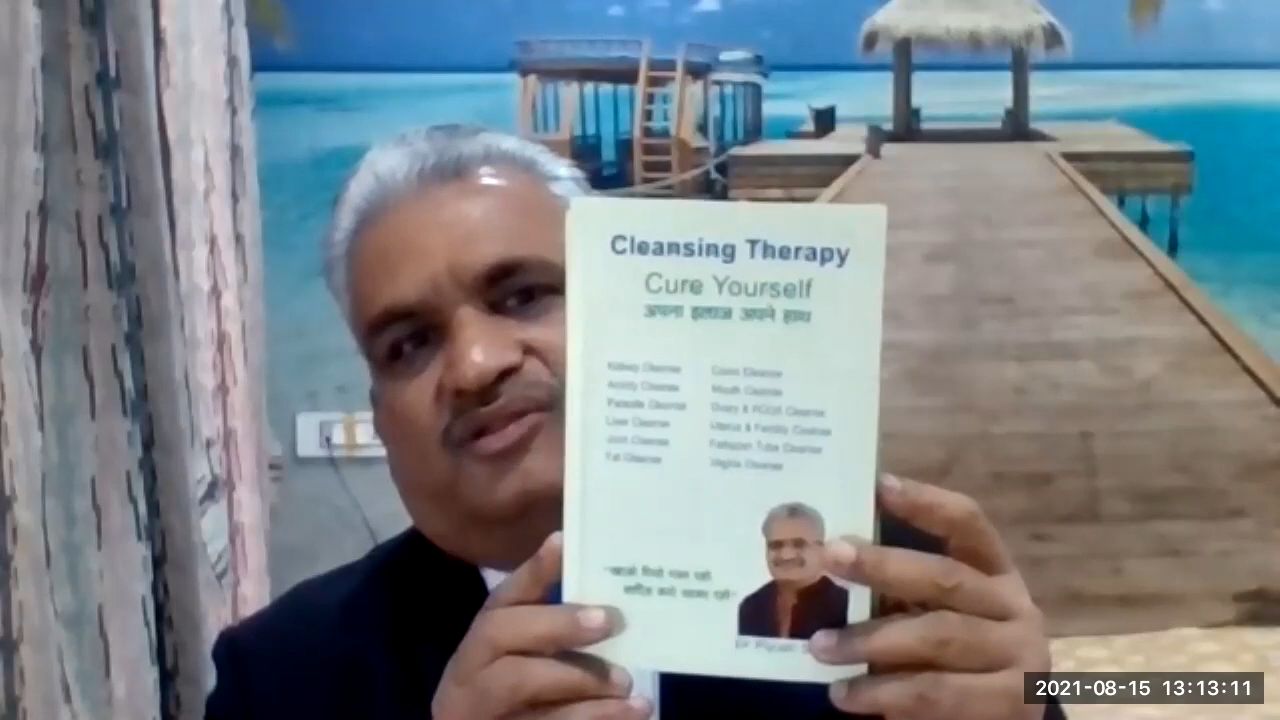 Cleansing Therapy
Cure Yourself
अपना इलाज अपने हाथ
Kidney Cleanse
Acidity Cleanse
Parasite Cleanse
Liver Cleanse
Joint Cleanse
Fat Cleanse
Colon Cleanse
Mouth Cleanse
Ovary & PCOS Cleanse
Uterus & Fertility Cleanse
Fallopian Tube Cleanse
Vagina Cleanse
Dr Piyush
2021-08-15 13:13:11